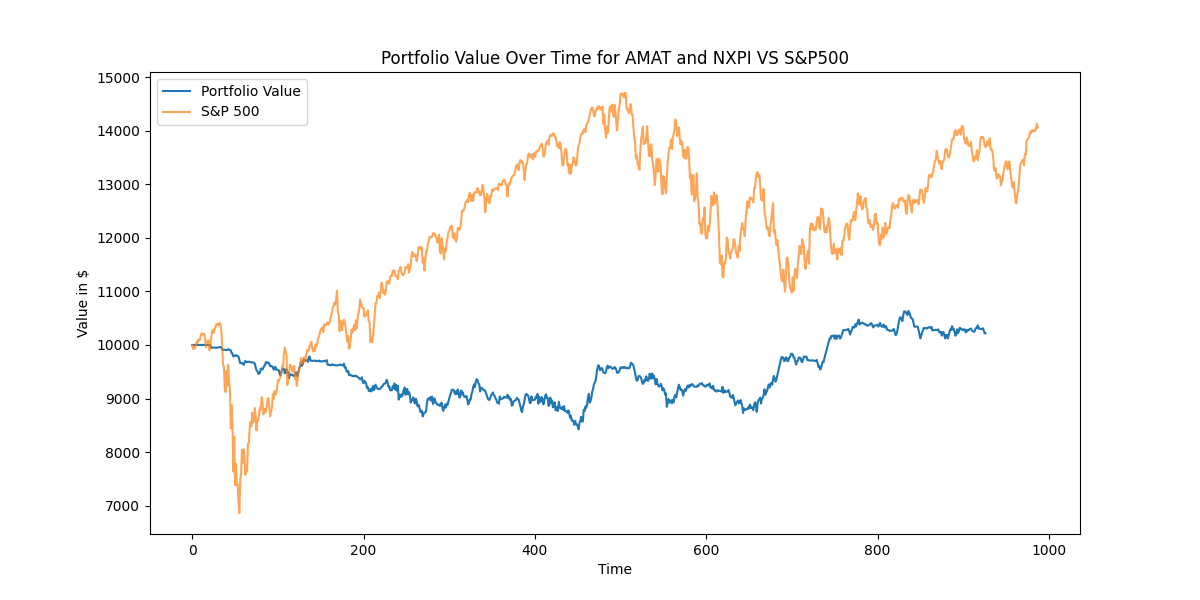 Portfolio Value Over Time for AMAT and NXPI VS S&P500
15000
14000
13000
12000
11000
10000
9000
8000
7000
Value in $
Portfolio Value
S&P 500
0 200 400 600 800 1000
Time